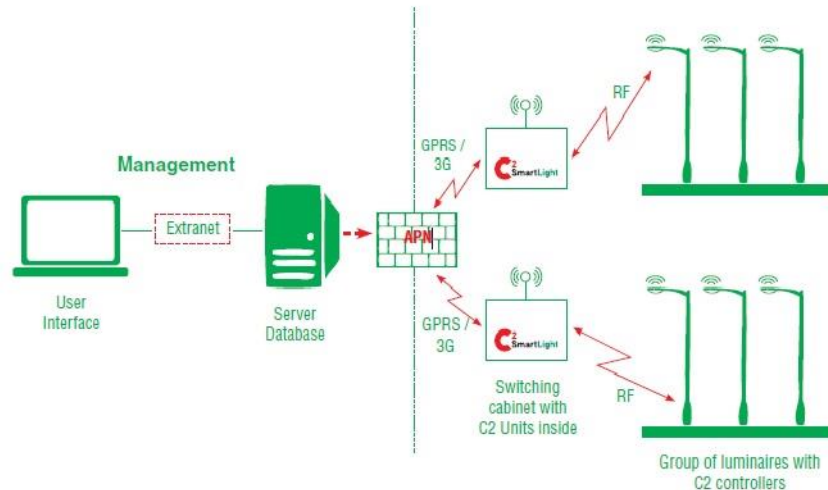 Management
Extranet
User
Interface
Server
Database
APN
GPRS /
3G
C2
SmartLight
RF
GPRS /
3G
C2
SmartLight
Switching
cabinet with
C2 Units inside
RF
Group of luminaires with
C2 controllers